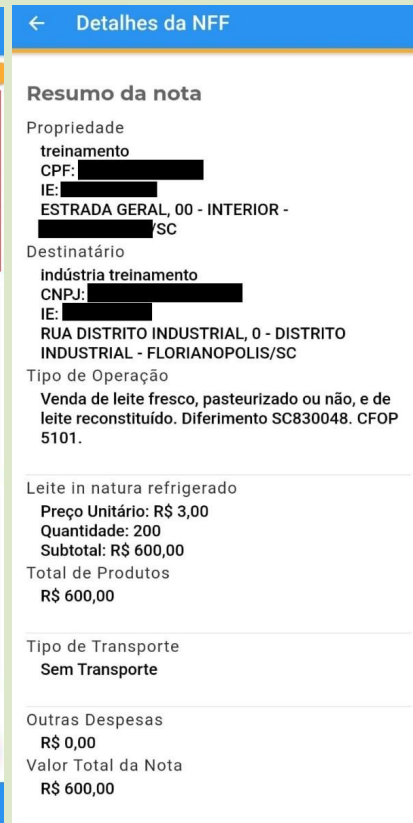 ← Detalhes da NFF
Resumo da nota
Propriedade
treinamento
CPF:
IE:
ESTRADA GERAL, 00 - INTERIOR -
/SC
Destinatário
indústria treinamento
CNPJ:
IE:
RUA DISTRITO INDUSTRIAL, 0 - DISTRITO
INDUSTRIAL - FLORIANOPOLIS/SC
Tipo de Operação
Venda de leite fresco, pasteurizado ou não, e de
leite reconstituído. Diferimento SC830048. CFOP
5101.
Leite in natura refrigerado
Preço Unitário: R$ 3,00
Quantidade: 200
Subtotal: R$ 600,00
Total de Produtos
R$ 600,00
Tipo de Transporte
Sem Transporte
Outras Despesas
R$ 0,00
Valor Total da Nota
R$ 600,00